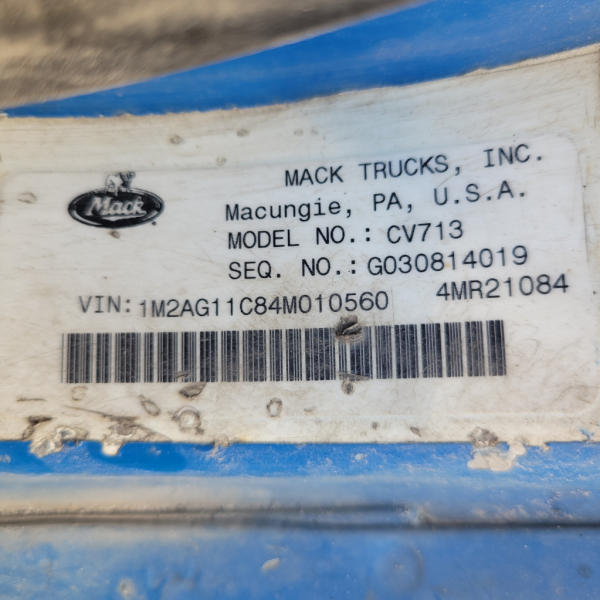 Mack
MACK TRUCKS, INC.
Macungie, PA, U.S.A.
MODEL NO.: CV713
SEQ. NO.: G030814019
VIN: 1M2AG11C84M010560 4MR21084